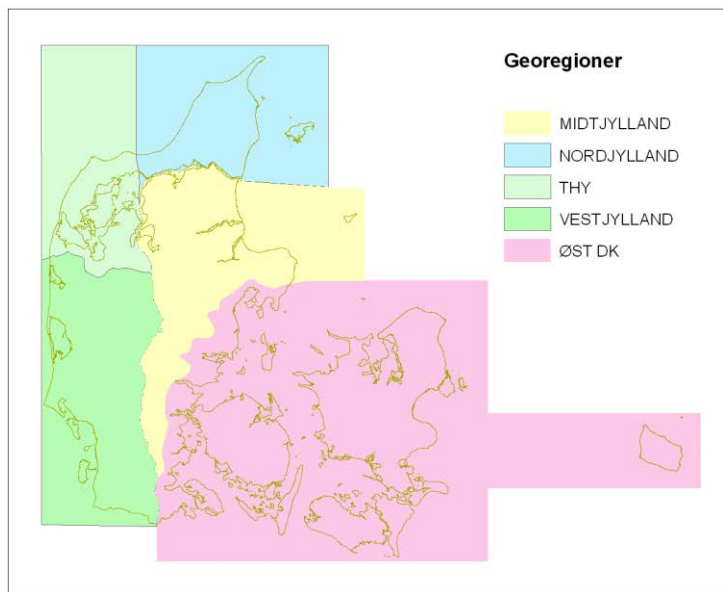 Georegioner
MIDTJYLLAND
NORDJYLLAND
THY
VESTJYLLAND
ØST DK